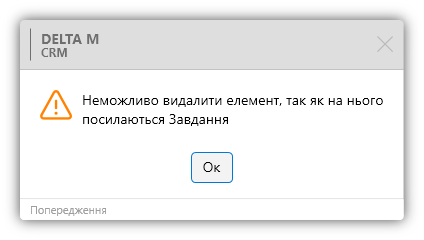 DELTA M
CRM
Неможливо видалити елемент, так як на нього
посилаються Завдання
Ок
Попередження